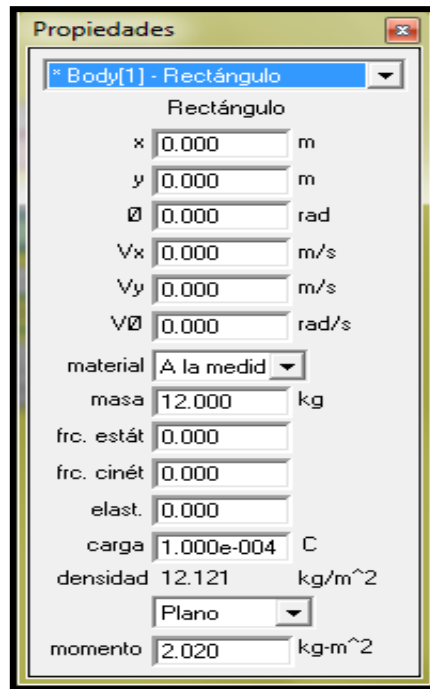 Propiedades
* Body[1] - Rectángulo
Rectángulo
x 0.000 m
y 0.000 m
Ø 0.000 rad
Vx 0.000 m/s
Vy 0.000 m/s
VØ 0.000 rad/s
material A la medid
masa 12.000 kg
frc. estát 0.000
frc. cinét 0.000
elast. 0.000
carga 1.000e-004 C
densidad 12.121 kg/m^2
Plano
momento 2.020 kg-m^2